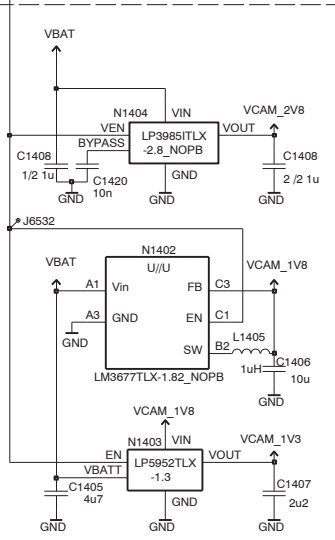 VBAT
N1404
VIN
VCAM_2V8
VEN
LP3985ITLX
VOUT
BYPASS
-2.8_NOPB
C1408
1/2 1u
C1420
10n
GND
GND
C1408
2 /2 1u
GND
GND
J6532
N1402
VBAT
U//U
VCAM_1V8
A1
Vin
FB
C3
A3
GND
EN
C1
GND
SW
B2
L1405
1uH
C1406
10u
LM3677TLX-1.82_NOPB
GND
VCAM_1V8
N1403
VIN
VCAM_1V3
EN
LP5952TLX
VOUT
VBATT
-1.3
C1405
4u7
GND
C1407
2u2
GND
GND
GND